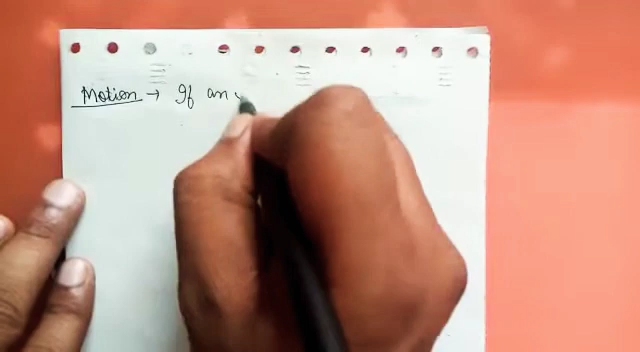 Motion → If an